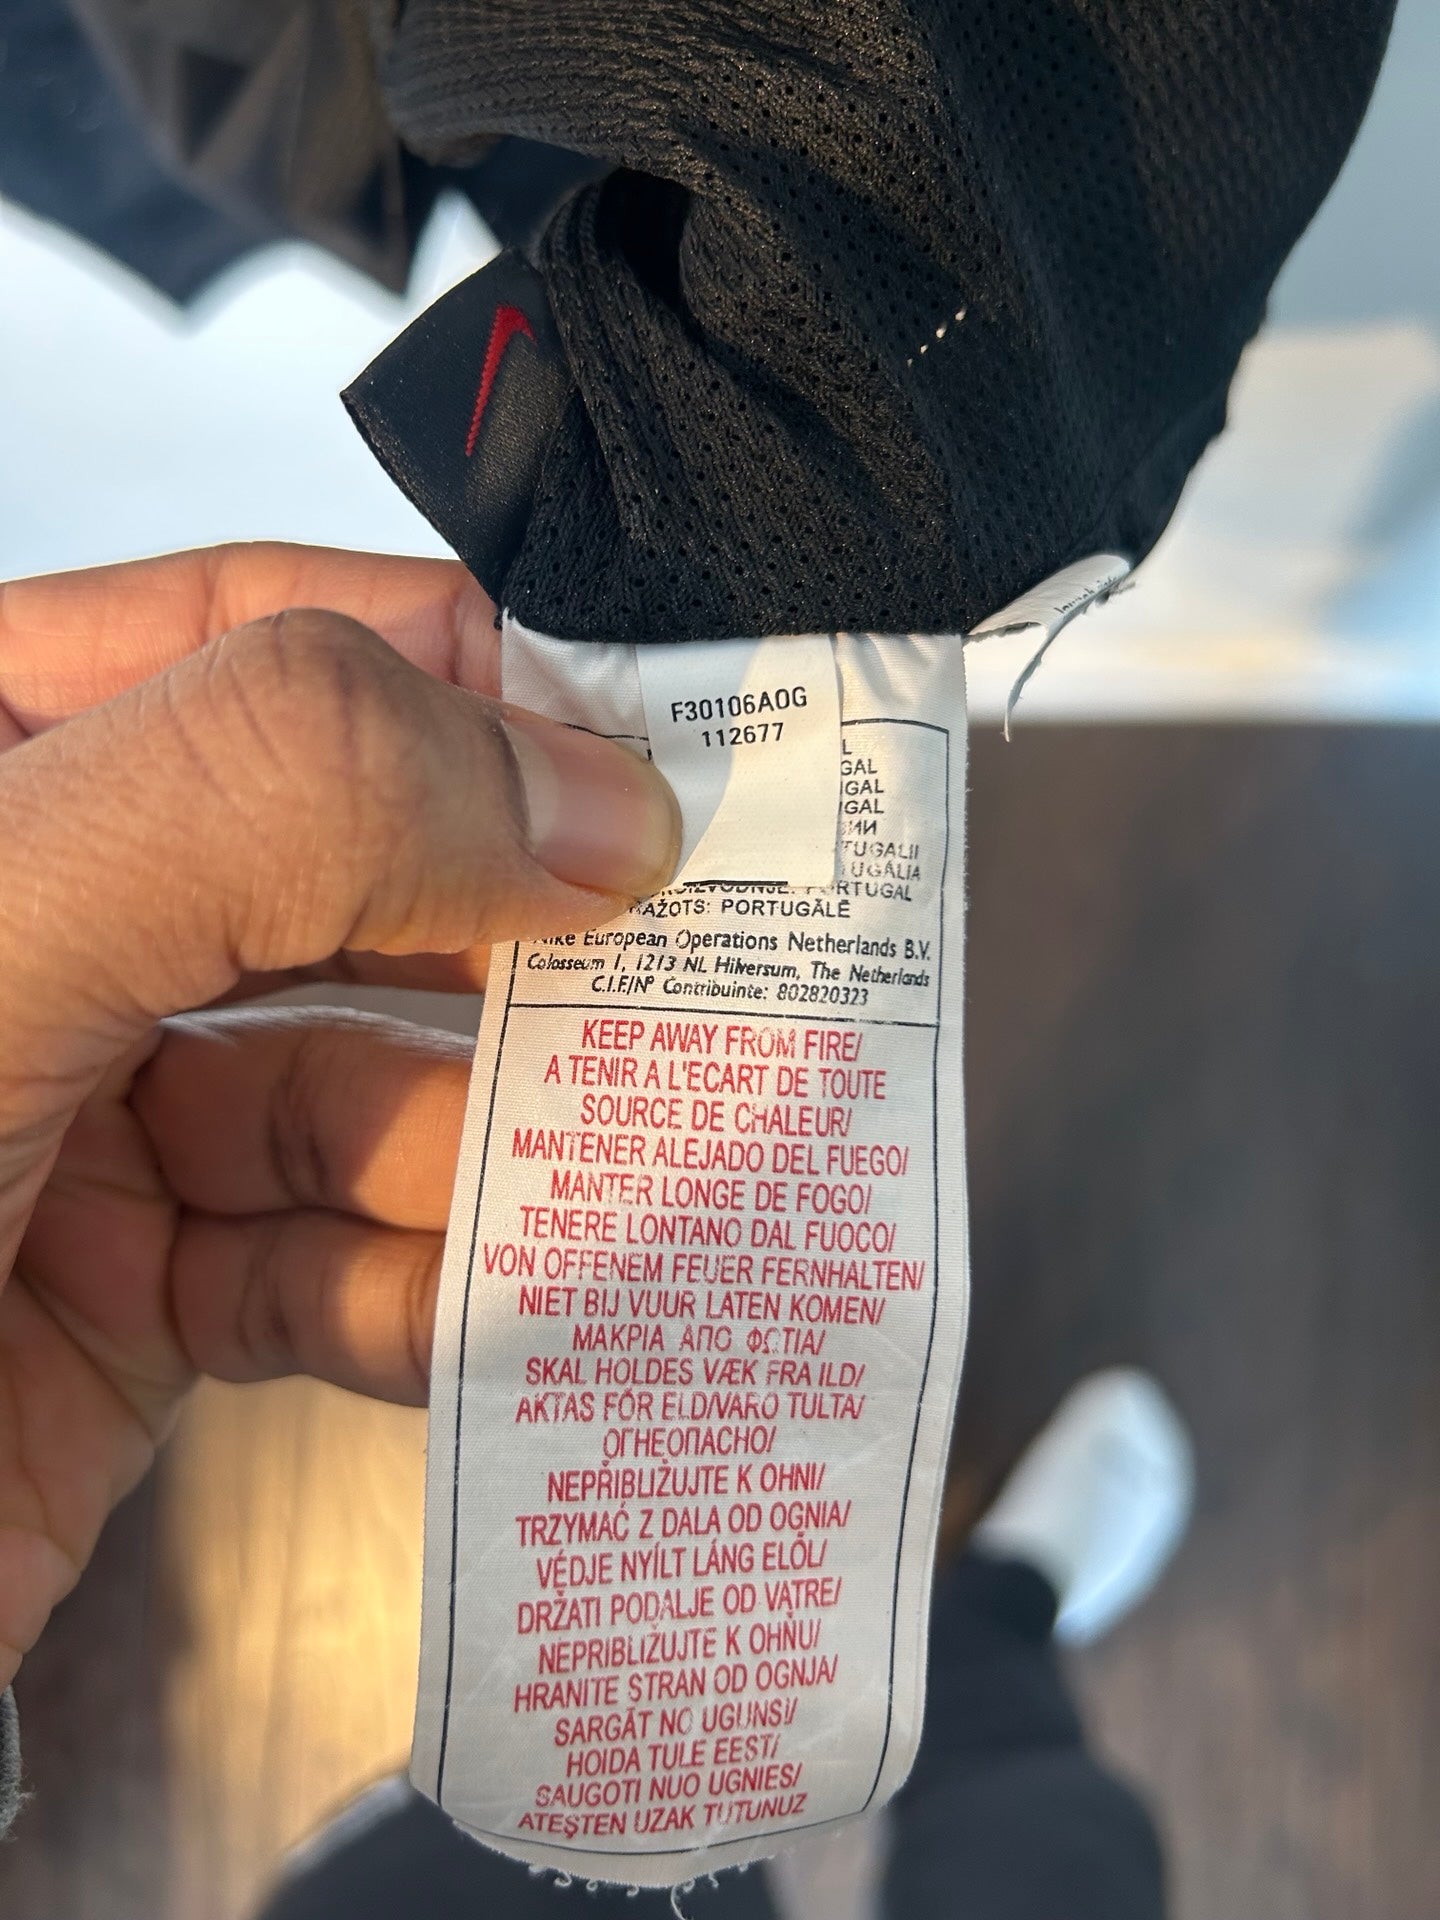 F30106A0G
112677
L
GAL
GAL
GAL
TUGALII
UGÁLIA
PORTUGAL
RAŽOTS: PORTUGĀLĒ
Nike European Operations Netherlands B.V.
Colosseum 1, 1213 NL Hilversum, The Netherlands
C.I.F./Nº Contribuinte: 802820323
KEEP AWAY FROM FIRE/
A TENIR A L'ECART DE TOUTE
SOURCE DE CHALEUR/
MANTENER ALEJADO DEL FUEGO/
MANTER LONGE DE FOGO/
TENERE LONTANO DAL FUOCO/
VON OFFENEM FEUER FERNHALTEN/
NIET BIJ VUUR LATEN KOMEN/
ΜΑΚΡΙΑ ΑΠΟ ΦΩΤΙΑ/
SKAL HOLDES VÆK FRA ILD/
AKTAS FÖR ELD/VARO TULTA/
ОГНЕОПАСНО/
NEPŘIBLIŽUJTE K OHNI/
TRZYMAĆ Z DALA OD OGNIA/
VÉDJE NYÍLT LÁNG ELŐL/
DRŽATI PODALJE OD VATRE/
NEPRIBLIŽUJTE K OHŇU/
HRANITE STRAN OD OGNJA/
SARGĀT NO UGUNS!/
HOIDA TULE EEST/
SAUGOTI NUO UGNIES/
ATEŞTEN UZAK TUTUNUZ